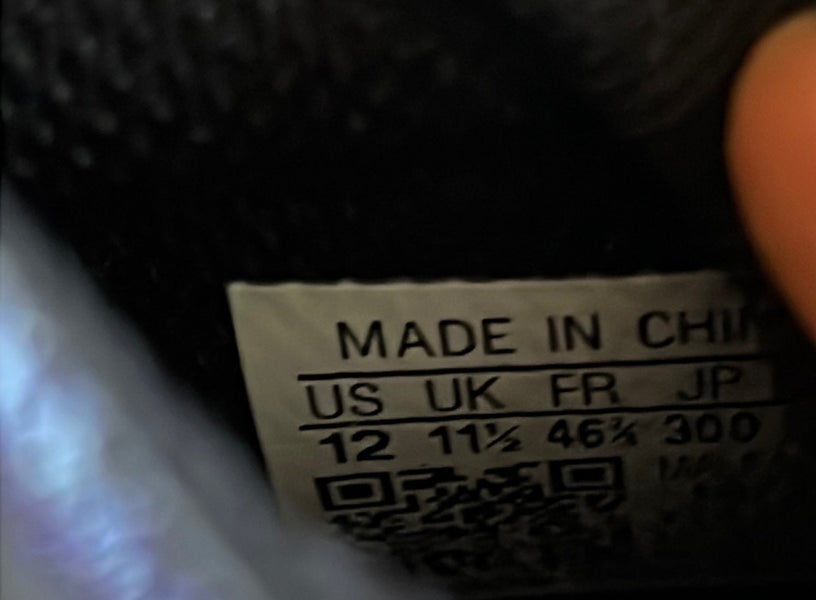 MADE IN CHI
US UK FR JP
12 11½ 46⅔ 300